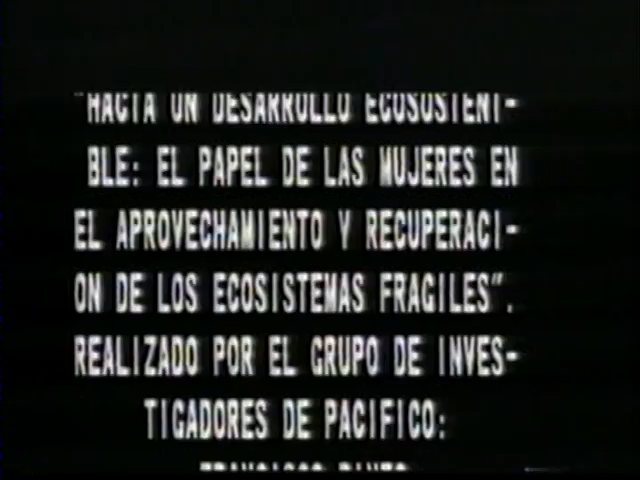 "HACIA UN DESARROLLO ECOSOSTENI-
BLE: EL PAPEL DE LAS MUJERES EN
EL APROVECHAMIENTO Y RECUPERACI-
ON DE LOS ECOSISTEMAS FRAGILES".
REALIZADO POR EL GRUPO DE INVES-
TIGADORES DE PACIFICO: